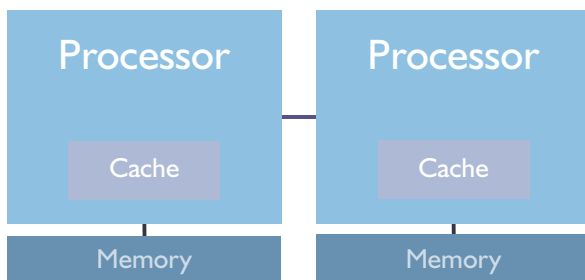 Processor
Cache
Memory
Processor
Cache
Memory